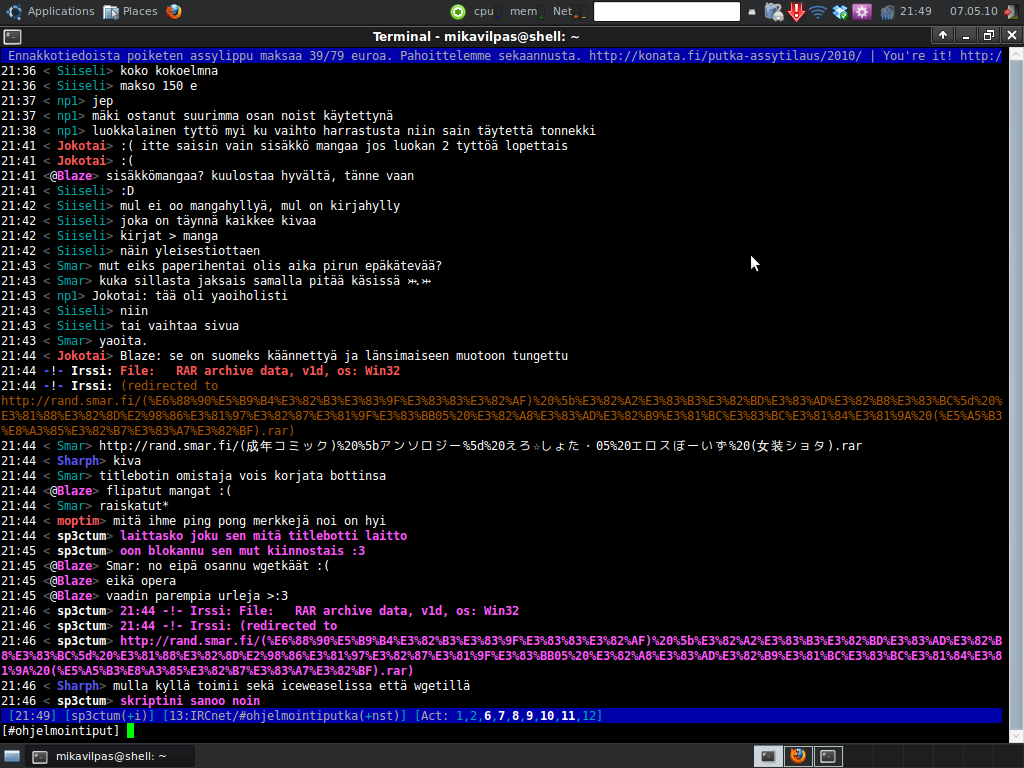 Applications Places cpu mem Net 21:49 07.05.10
Terminal - mikavilpas@shell: ~
Ennakkotiedoista poiketen assylippu maksaa 39/79 euroa. Pahoittelemme sekaannusta. http://konata.fi/putka-assytilaus/2010/ | You're it! http:/
21:36 < Siiseli> koko kokoelmna
21:36 < Siiseli> makso 150 e
21:37 < np1> jep
21:37 < np1> mäki ostanut suurimma osan noist käytettynä
21:38 < np1> luokkalainen tyttö myi ku vaihto harrastusta niin sain täytettä tonnekki
21:41 < Jokotai> :( itte saisin vain sisäkkö mangaa jos luokan 2 tyttöä lopettais
21:41 < Jokotai> :(
21:41 <@Blaze> sisäkkömangaa? kuulostaa hyvältä, tänne vaan
21:41 < Siiseli> :D
21:42 < Siiseli> mul ei oo mangahyllyä, mul on kirjahylly
21:42 < Siiseli> joka on täynnä kaikkee kivaa
21:42 < Siiseli> kirjat > manga
21:42 < Siiseli> näin yleisestiottaen
21:43 < Smar> mut eiks paperihentai olis aika pirun epäkätevää?
21:43 < Smar> kuka sillasta jaksais samalla pitää käsissä
21:43 < np1> Jokotai: tää oli yaoiholisti
21:43 < Siiseli> niin
21:43 < Siiseli> tai vaihtaa sivua
21:43 < Smar> yaoita.
21:44 < Jokotai> Blaze: se on suomeks käännettyä ja länsimaiseen muotoon tungettu
21:44 -!- Irssi: File:   RAR archive data, v1d, os: Win32
21:44 -!- Irssi: (redirected to
http://rand.smar.fi/(%E6%88%90%E5%B9%B4%E3%82%B3%E3%83%9F%E3%83%83%E3%82%AF)%20%5b%E3%82%A2%E3%83%B3%E3%82%BD%E3%83%AD%E3%82%B8%E3%83%BC%5d%20%
E3%81%88%E3%82%8D%E2%98%86%E3%81%97%E3%82%87%E3%81%9F%E3%83%BB05%20%E3%82%A8%E3%83%AD%E3%82%B9%E3%81%BC%E3%83%BC%E3%81%84%E3%81%9A%20(%E5%A5%B3
%E8%A3%85%E3%82%B7%E3%83%A7%E3%82%BF).rar)
21:44 < Smar> http://rand.smar.fi/(成年コミック)%20%5bアンソロジー%5d%20えろ☆しょた・05%20エロスぼーいず%20(女装ショタ).rar
21:44 < Sharph> kiva
21:44 < Smar> titlebotin omistaja vois korjata bottinsa
21:44 <@Blaze> flipatut mangat :(
21:44 < Smar> raiskatut*
21:44 < moptim> mitä ihme ping pong merkkejä noi on hyi
21:44 < sp3ctum> laittasko joku sen mitä titlebotti laitto
21:45 < sp3ctum> oon blokannu sen mut kiinnostais :3
21:45 <@Blaze> Smar: no eipä osannu wgetkäät :(
21:45 <@Blaze> eikä opera
21:45 <@Blaze> vaadin parempia urleja >:3
21:46 < sp3ctum> 21:44 -!- Irssi: File:   RAR archive data, v1d, os: Win32
21:46 < sp3ctum> 21:44 -!- Irssi: (redirected to
21:46 < sp3ctum> http://rand.smar.fi/(%E6%88%90%E5%B9%B4%E3%82%B3%E3%83%9F%E3%83%83%E3%82%AF)%20%5b%E3%82%A2%E3%83%B3%E3%82%BD%E3%83%AD%E3%82%B
8%E3%83%BC%5d%20%E3%81%88%E3%82%8D%E2%98%86%E3%81%97%E3%82%87%E3%81%9F%E3%83%BB05%20%E3%82%A8%E3%83%AD%E3%82%B9%E3%81%BC%E3%83%BC%E3%81%84%E3%8
1%9A%20(%E5%A5%B3%E8%A3%85%E3%82%B7%E3%83%A7%E3%82%BF).rar)
21:46 < Sharph> mulla kyllä toimii sekä iceweaselissa että wgetillä
21:46 < sp3ctum> skriptini sanoo noin
[21:49] [sp3ctum(+i)] [13:IRCnet/#ohjelmointiputka(+nst)] [Act: 1,2,6,7,8,9,10,11,12]
[#ohjelmointiput]
mikavilpas@shell: ~